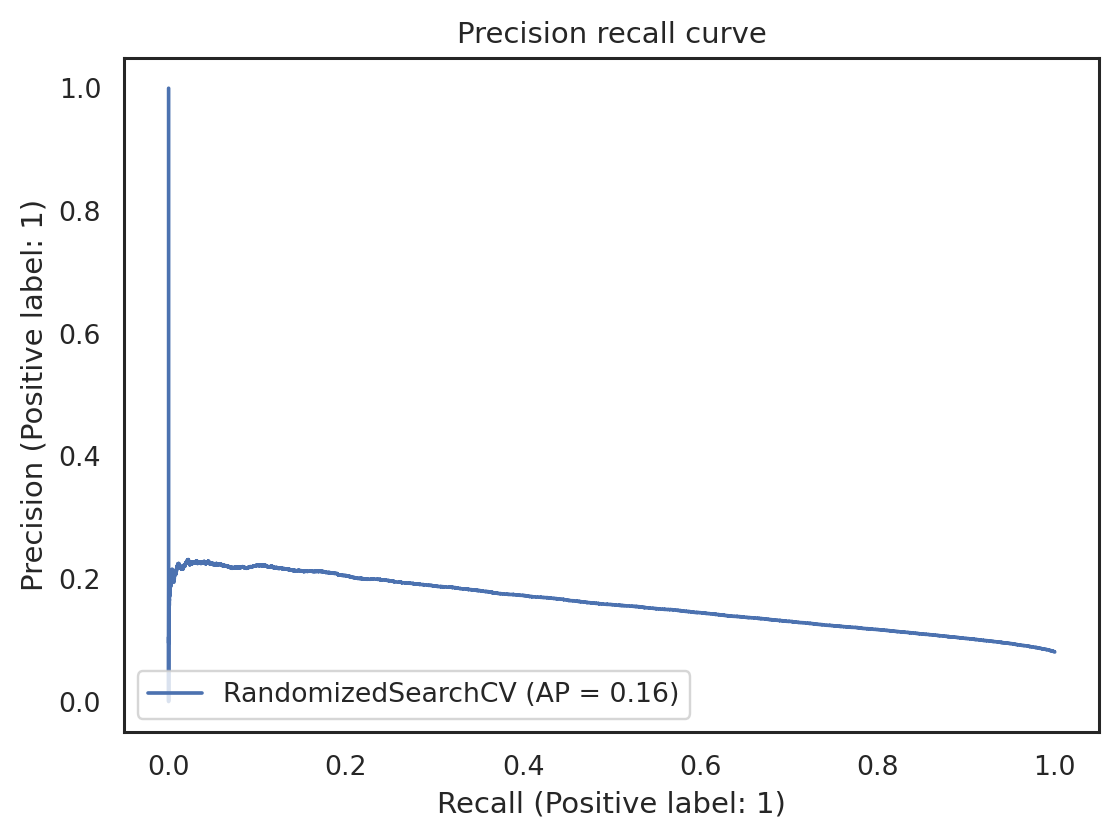 Precision recall curve
1.0
0.8
0.6
0.4
0.2
0.0
Precision (Positive label: 1)
RandomizedSearchCV (AP = 0.16)
0.0 0.2 0.4 0.6 0.8 1.0
Recall (Positive label: 1)